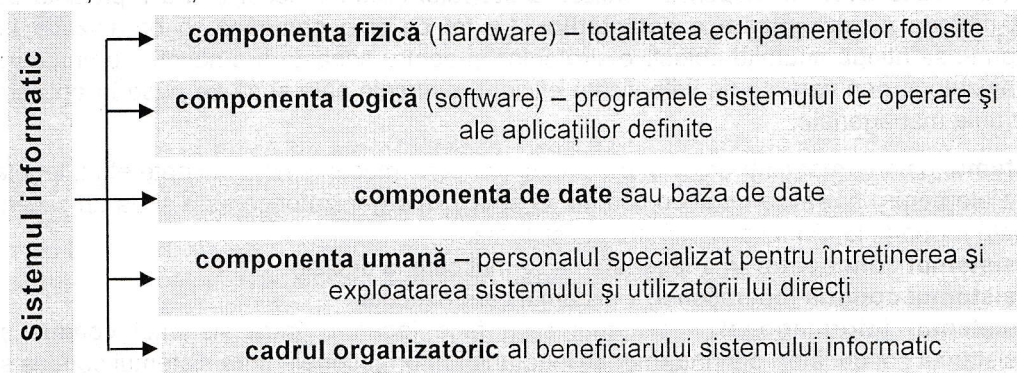 Sistemul informatic
componenta fizică (hardware) – totalitatea echipamentelor folosite
componenta logică (software) – programele sistemului de operare şi
ale aplicaţiilor definite
componenta de date sau baza de date
componenta umană – personalul specializat pentru întreţinerea şi
exploatarea sistemului şi utilizatorii lui direcţi
cadrul organizatoric al beneficiarului sistemului informatic